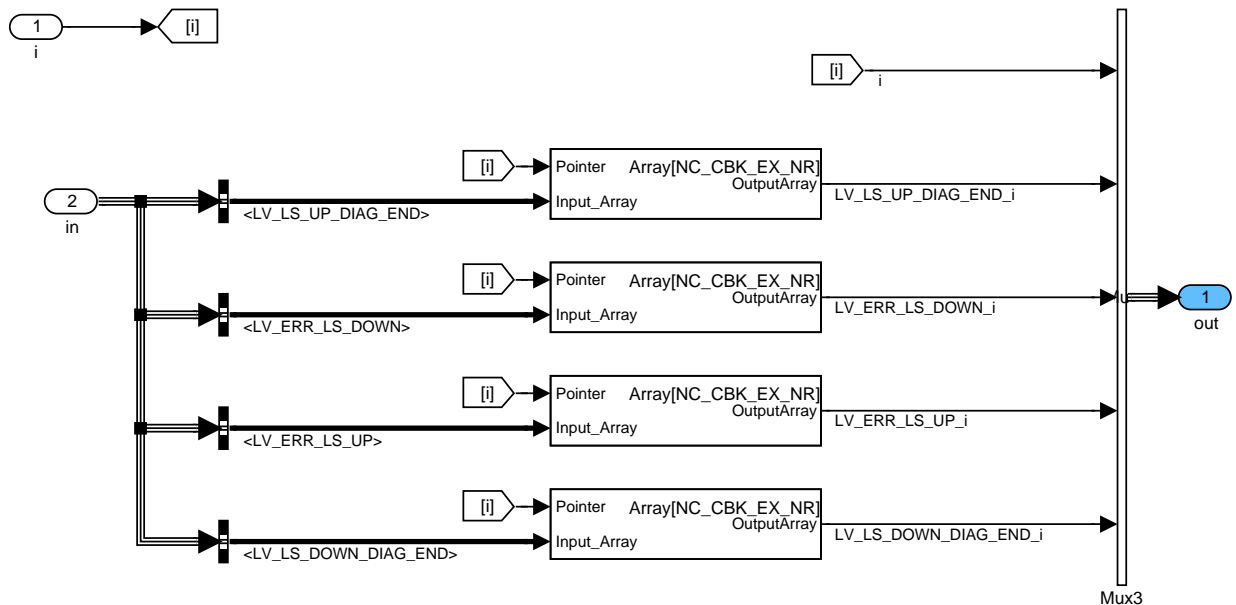 1
[i]
i
[i]
i
[i]
Pointer
Array[NC_CBK_EX_NR]
OutputArray
Input_Array
LV_LS_UP_DIAG_END_i
2
in
<LV_LS_UP_DIAG_END>
[i]
Pointer
Array[NC_CBK_EX_NR]
OutputArray
Input_Array
<LV_ERR_LS_DOWN>
LV_ERR_LS_DOWN_i
1
out
[i]
Pointer
Array[NC_CBK_EX_NR]
OutputArray
Input_Array
<LV_ERR_LS_UP>
LV_ERR_LS_UP_i
[i]
Pointer
Array[NC_CBK_EX_NR]
OutputArray
Input_Array
<LV_LS_DOWN_DIAG_END>
LV_LS_DOWN_DIAG_END_i
Mux3